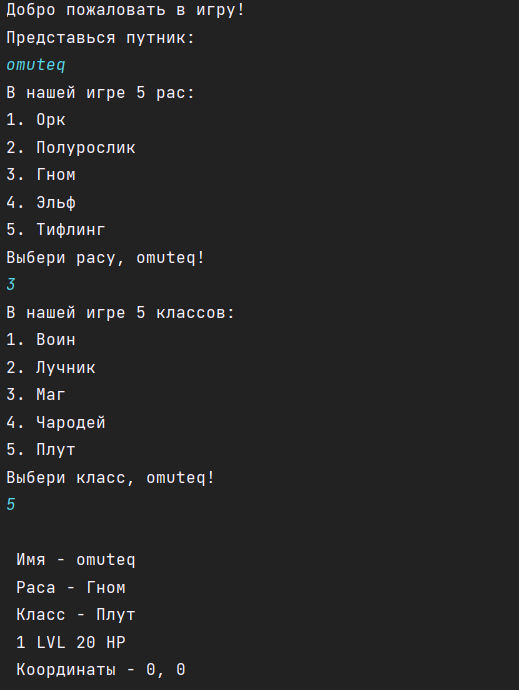 Добро пожаловать в игру!
Представься путник:
omuteq
В нашей игре 5 рас:
1. Орк
2. Полурослик
3. Гном
4. Эльф
5. Тифлинг
Выбери расу, omuteq!
3
В нашей игре 5 классов:
1. Воин
2. Лучник
3. Маг
4. Чародей
5. Плут
Выбери класс, omuteq!
5
Имя - omuteq
Раса - Гном
Класс - Плут
1 LVL 20 HP
Координаты - 0, 0